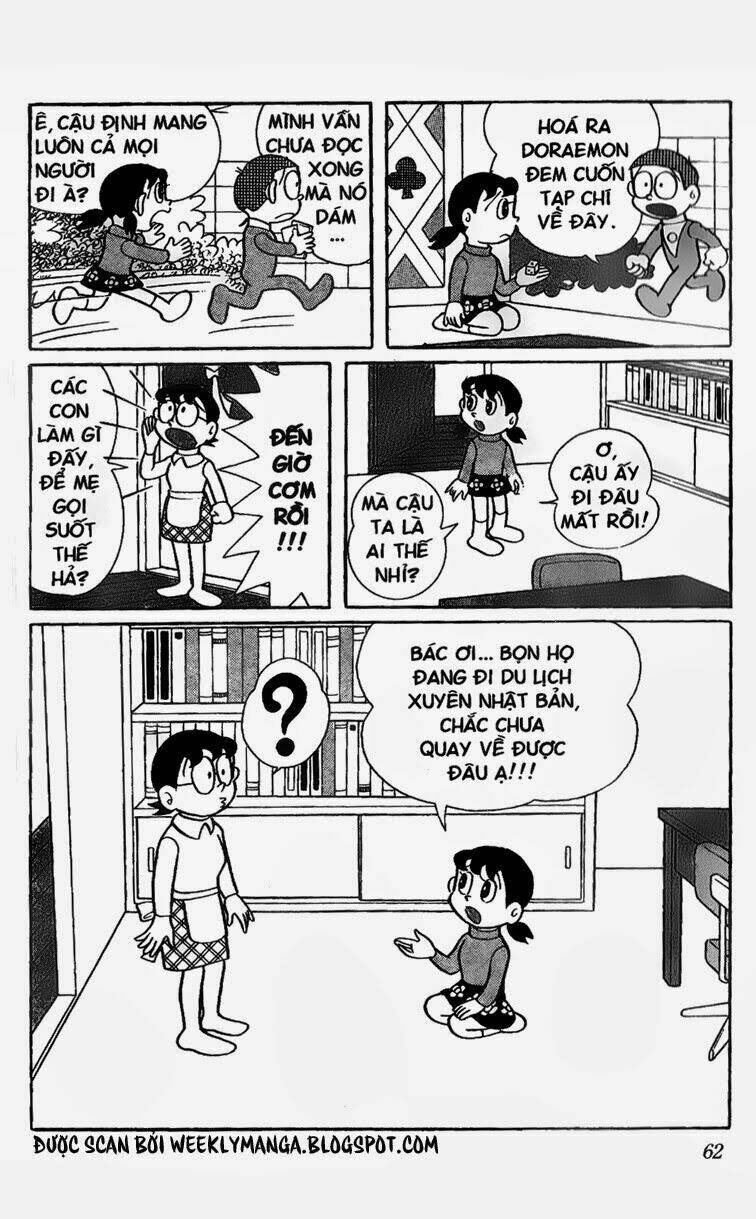 HOÁ RA
DORAEMON
ĐEM CUỐN
TẠP CHÍ
VỀ ĐÂY.
MÌNH VẪN
CHƯA ĐỌC
XONG
MÀ NÓ
DÁM
...
Ê, CẬU ĐỊNH MANG
LUÔN CẢ MỌI
NGƯỜI
ĐI À?
Ơ,
CẬU ẤY
ĐI ĐÂU
MẤT RỒI!
MÀ CẬU
TA LÀ
AI THẾ
NHỈ?
ĐẾN
GIỜ
CƠM
RỒI
!!!
CÁC
CON
LÀM GÌ
ĐẤY,
ĐỂ MẸ
GỌI
SUỐT
THẾ
HẢ?
BÁC ƠI... BỌN HỌ
ĐANG ĐI DU LỊCH
XUYÊN NHẬT BẢN,
CHẮC CHƯA
QUAY VỀ ĐƯỢC
ĐÂU Ạ!!!
?
ĐƯỢC SCAN BỞI WEEKLYMANGA.BLOGSPOT.COM
62